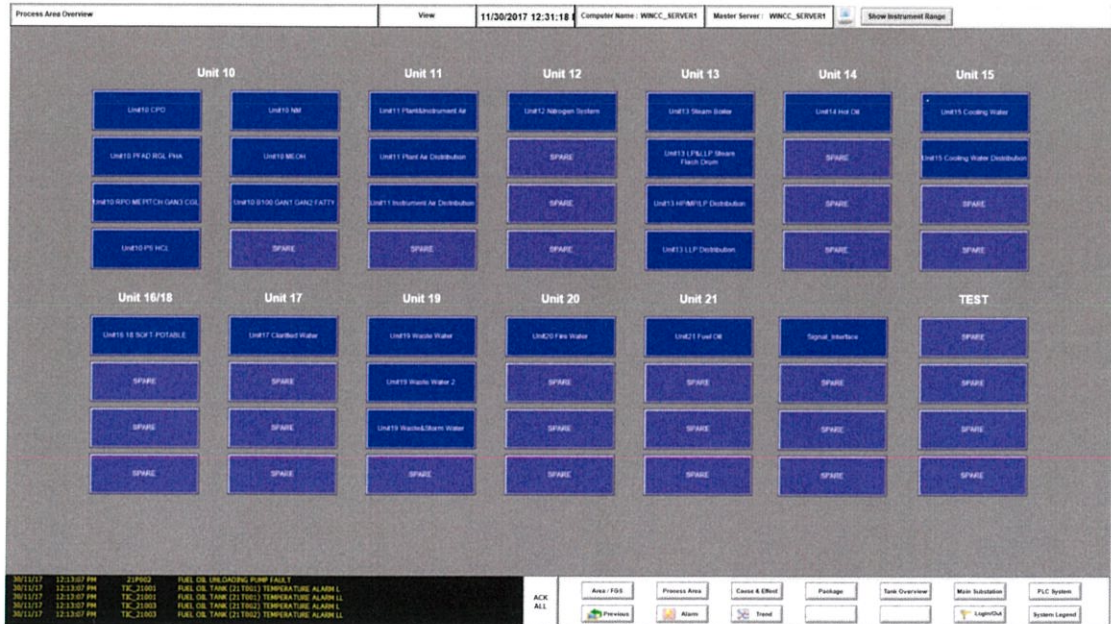 Process Area Overview
View
11/30/2017 12:31:18
Computer Name : WINCC_SERVER1
Master Server : WINCC_SERVER1
Show Instrument Range
Unit 10
Unit 11
Unit 12
Unit 13
Unit 14
Unit 15
Unit10 CPO
Unit10 NM
Unit11 Plant&Instrument Air
Unit12 Nitrogen System
Unit13 Steam Boiler
Unit14 Hot Oil
Unit15 Cooling Water
Unit10 PFAD RGL PHA
Unit10 MEOH
Unit11 Plant Air Distribution
SPARE
Unit13 LP&LLP Steam
Flash Drum
SPARE
Unit15 Cooling Water Distribution
Unit10 RPO MEPITCH GAN3 CGL
Unit10 B100 GAN1 GAN2 FATTY
Unit11 Instrument Air Distribution
SPARE
Unit13 HP/MP/LP Distribution
SPARE
SPARE
Unit10 PS HCL
SPARE
SPARE
SPARE
Unit13 LLP Distribution
SPARE
SPARE
Unit 16/18
Unit 17
Unit 19
Unit 20
Unit 21
TEST
Unit16 18 SOFT POTABLE
Unit17 Clarified Water
Unit19 Waste Water
Unit20 Fire Water
Unit21 Fuel Oil
Signal_Interface
SPARE
SPARE
SPARE
Unit19 Waste Water 2
SPARE
SPARE
SPARE
SPARE
SPARE
SPARE
Unit19 Waste&Storm Water
SPARE
SPARE
SPARE
SPARE
SPARE
SPARE
SPARE
SPARE
SPARE
SPARE
SPARE
30/11/17 12:13:07 PM 21P002 FUEL OIL UNLOADING PUMP FAULT
30/11/17 12:13:07 PM TIC_21001 FUEL OIL TANK (21T001) TEMPERATURE ALARM L
30/11/17 12:13:07 PM TIC_21001 FUEL OIL TANK (21T001) TEMPERATURE ALARM LL
30/11/17 12:13:07 PM TIC_21003 FUEL OIL TANK (21T002) TEMPERATURE ALARM L
30/11/17 12:13:07 PM TIC_21003 FUEL OIL TANK (21T002) TEMPERATURE ALARM LL
ACK
ALL
Area / FGS
Process Area
Cause & Effect
Package
Tank Overview
Main Substation
PLC System
Previous
Alarm
Trend
Login/Out
System Legend